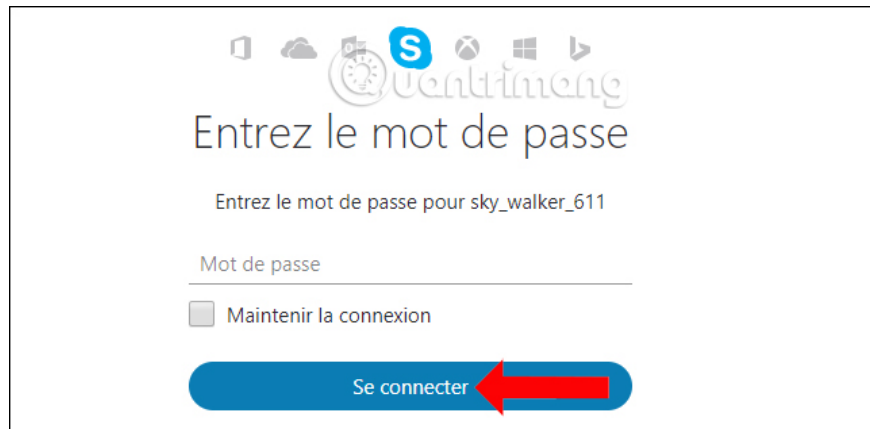 Quantrimang
Entrez le mot de passe
Entrez le mot de passe pour sky_walker_611
Mot de passe
Maintenir la connexion
Se connecter